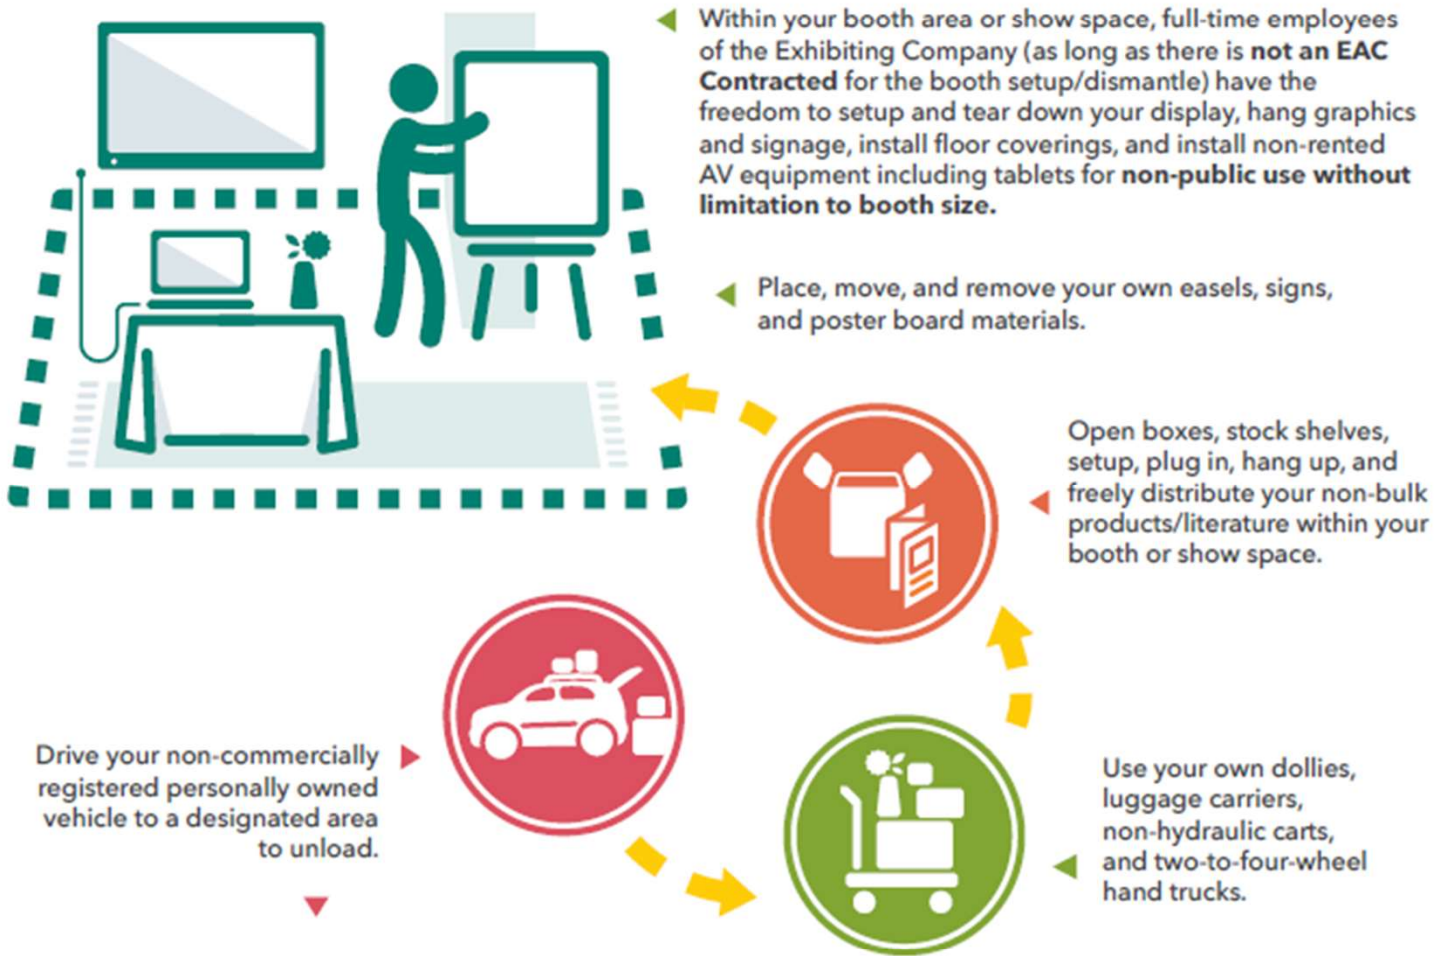 Within your booth area or show space, full-time employees
of the Exhibiting Company (as long as there is not an EAC
Contracted for the booth setup/dismantle) have the
freedom to setup and tear down your display, hang graphics
and signage, install floor coverings, and install non-rented
AV equipment including tablets for non-public use without
limitation to booth size.
Place, move, and remove your own easels, signs,
and poster board materials.
Open boxes, stock shelves,
setup, plug in, hang up, and
freely distribute your non-bulk
products/literature within your
booth or show space.
Drive your non-commercially
registered personally owned
vehicle to a designated area
to unload.
Use your own dollies,
luggage carriers,
non-hydraulic carts,
and two-to-four-wheel
hand trucks.